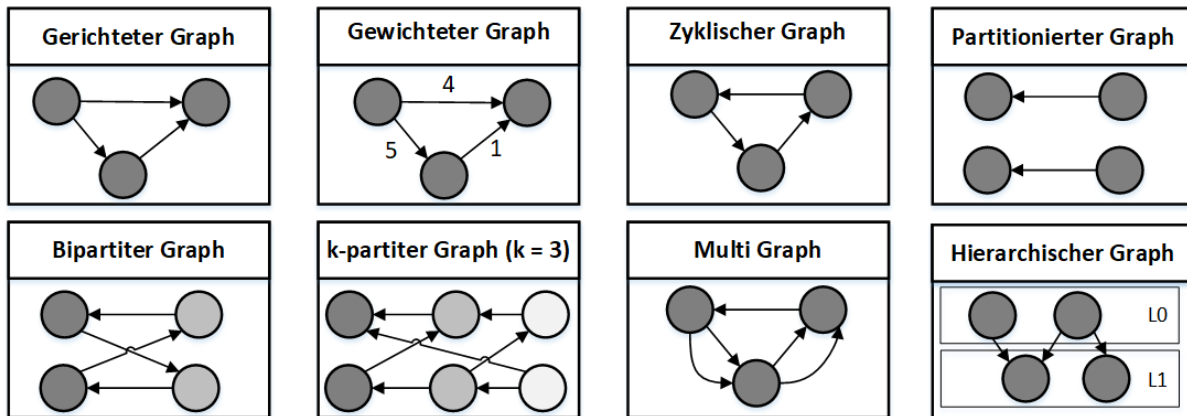 Gerichteter Graph
Gewichteter Graph
4
5
1
Zyklischer Graph
Partitionierter Graph
Bipartiter Graph
k-partiter Graph (k = 3)
Multi Graph
Hierarchischer Graph
L0
L1